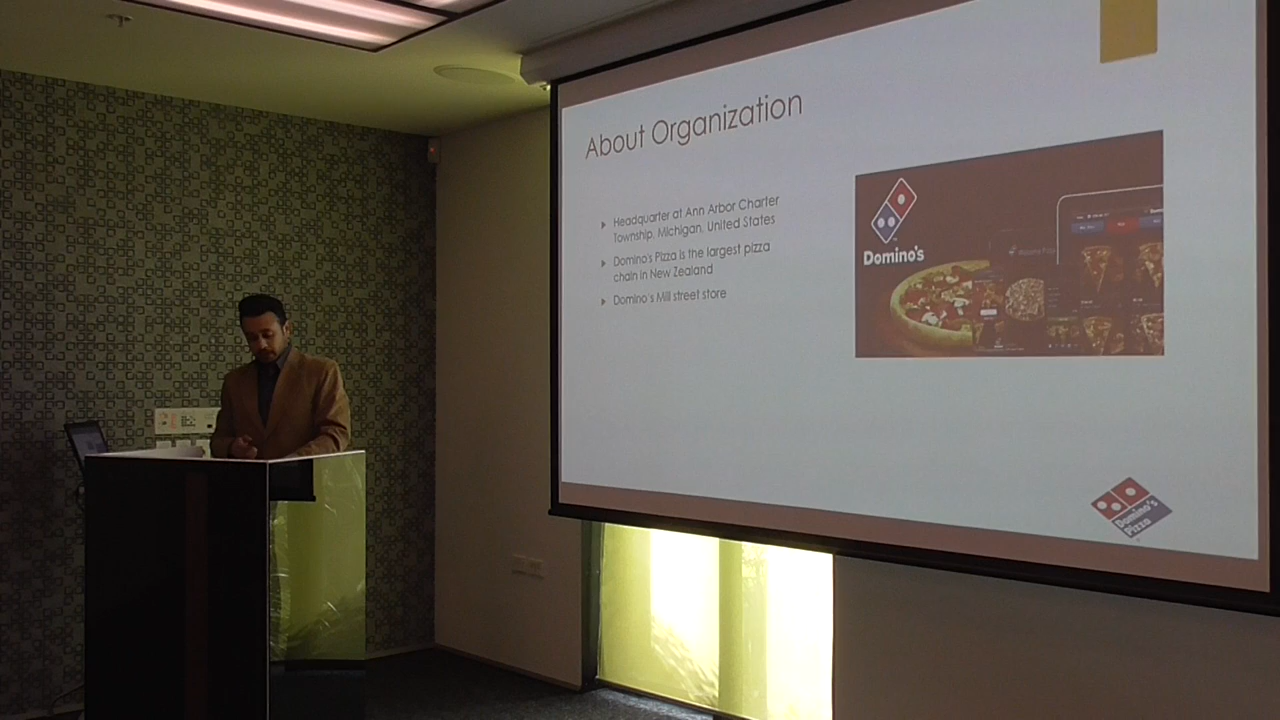 About Organization
Headquarter at Ann Arbor Charter
Township, Michigan, United States
Domino's Pizza is the largest pizza
chain in New Zealand
Domino's Mill street store
Domino's
Domino's
Pizza